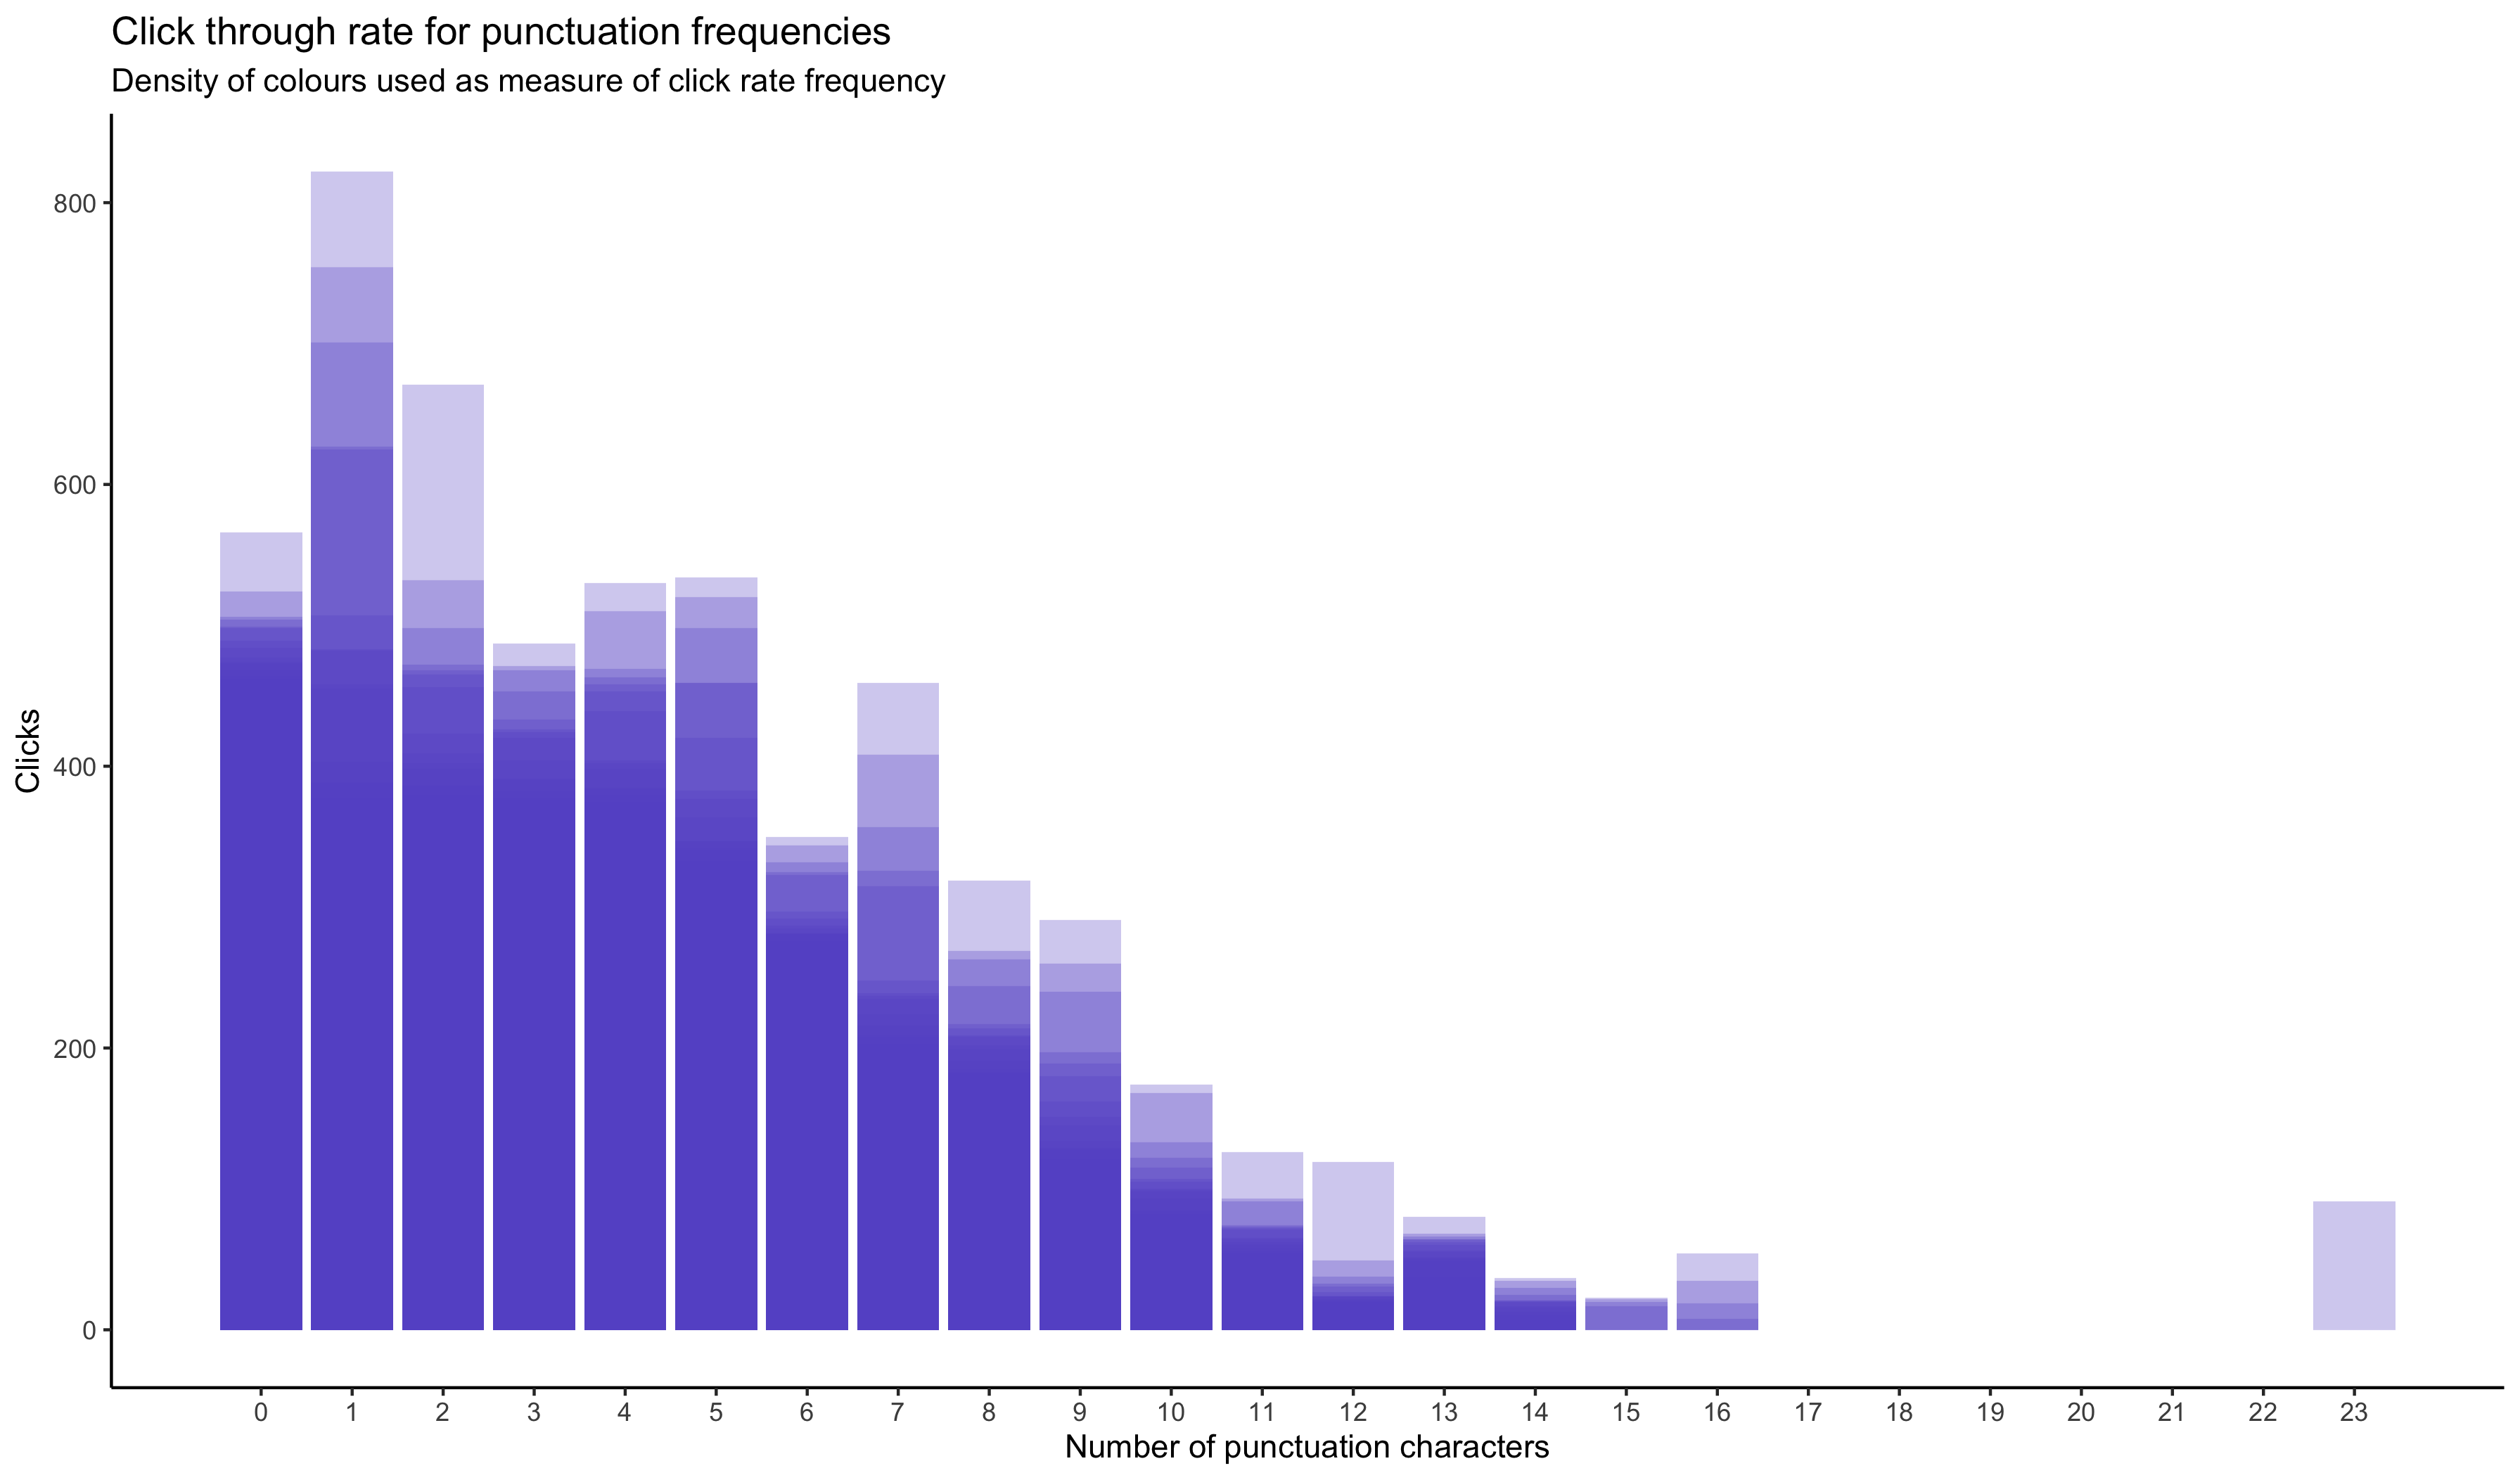 Click through rate for punctuation frequencies
Density of colours used as measure of click rate frequency
Clicks
800
600
400
200
0
0 1 2 3 4 5 6 7 8 9 10 11 12 13 14 15 16 17 18 19 20 21 22 23
Number of punctuation characters